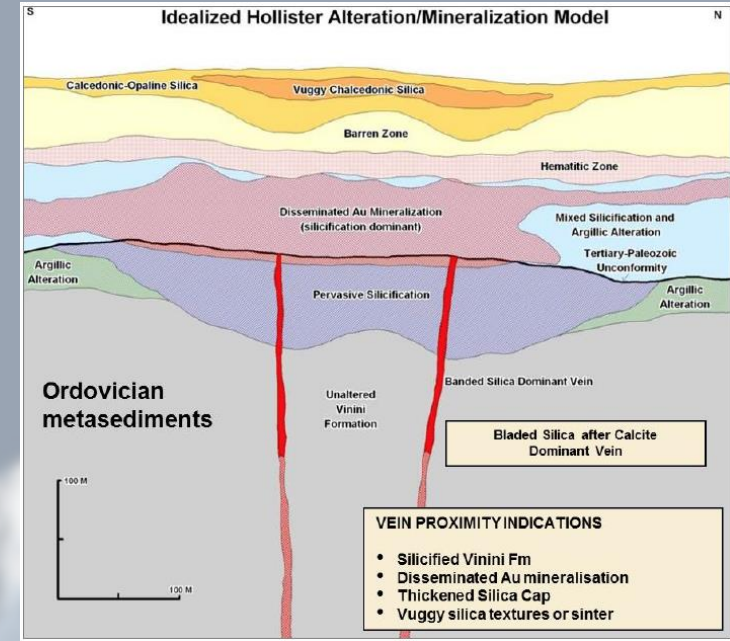 S
Idealized Hollister Alteration/Mineralization Model
N
Calcedonic-Opaline Silica
Vuggy Chalcedonic Silica
Barren Zone
Hematitic Zone
Disseminated Au Mineralization
(silicification dominant)
Mixed Silicification and
Argillic Alteration
Tertiary-Paleozoic
Unconformity
Argillic
Alteration
Pervasive Silicification
Argillic
Alteration
Ordovician
metasediments
Unaltered
Vinini
Formation
Banded Silica Dominant Vein
Bladed Silica after Calcite
Dominant Vein
100 M
100 M
VEIN PROXIMITY INDICATIONS
• Silicified Vinini Fm
• Disseminated Au mineralisation
• Thickened Silica Cap
• Vuggy silica textures or sinter